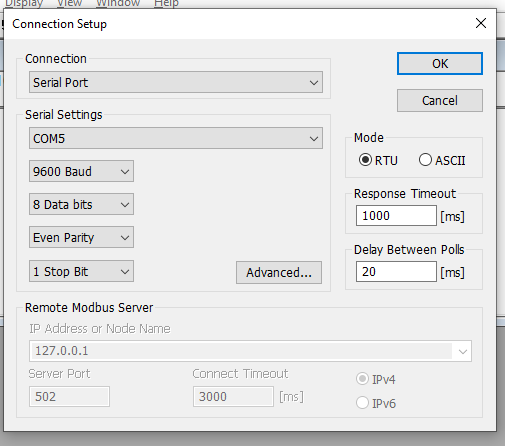 Display View Window Help
Connection Setup
Connection
OK
Serial Port
Cancel
Serial Settings
COM5
Mode
RTU ASCII
9600 Baud
8 Data bits
Response Timeout
1000 [ms]
Even Parity
Delay Between Polls
1 Stop Bit
Advanced...
20 [ms]
Remote Modbus Server
IP Address or Node Name
127.0.0.1
Server Port Connect Timeout
IPv4
502 3000 [ms]
IPv6